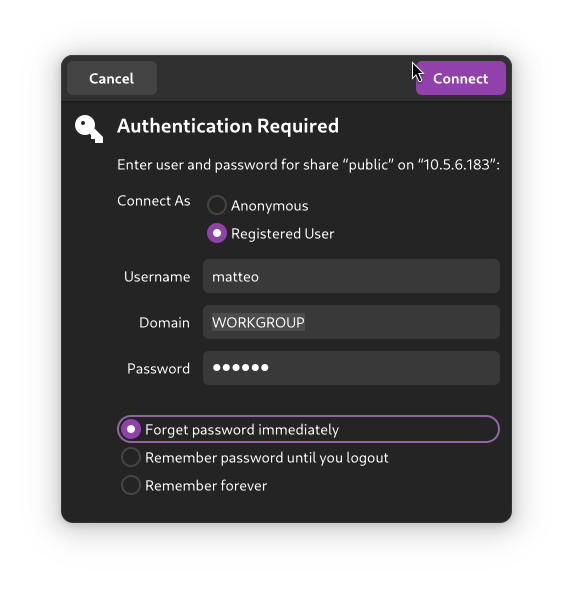 Cancel
Connect
Authentication Required
Enter user and password for share “public” on “10.5.6.183”:
Connect As
Anonymous
Registered User
Username matteo
Domain WORKGROUP
Password ●●●●●●
Forget password immediately
Remember password until you logout
Remember forever